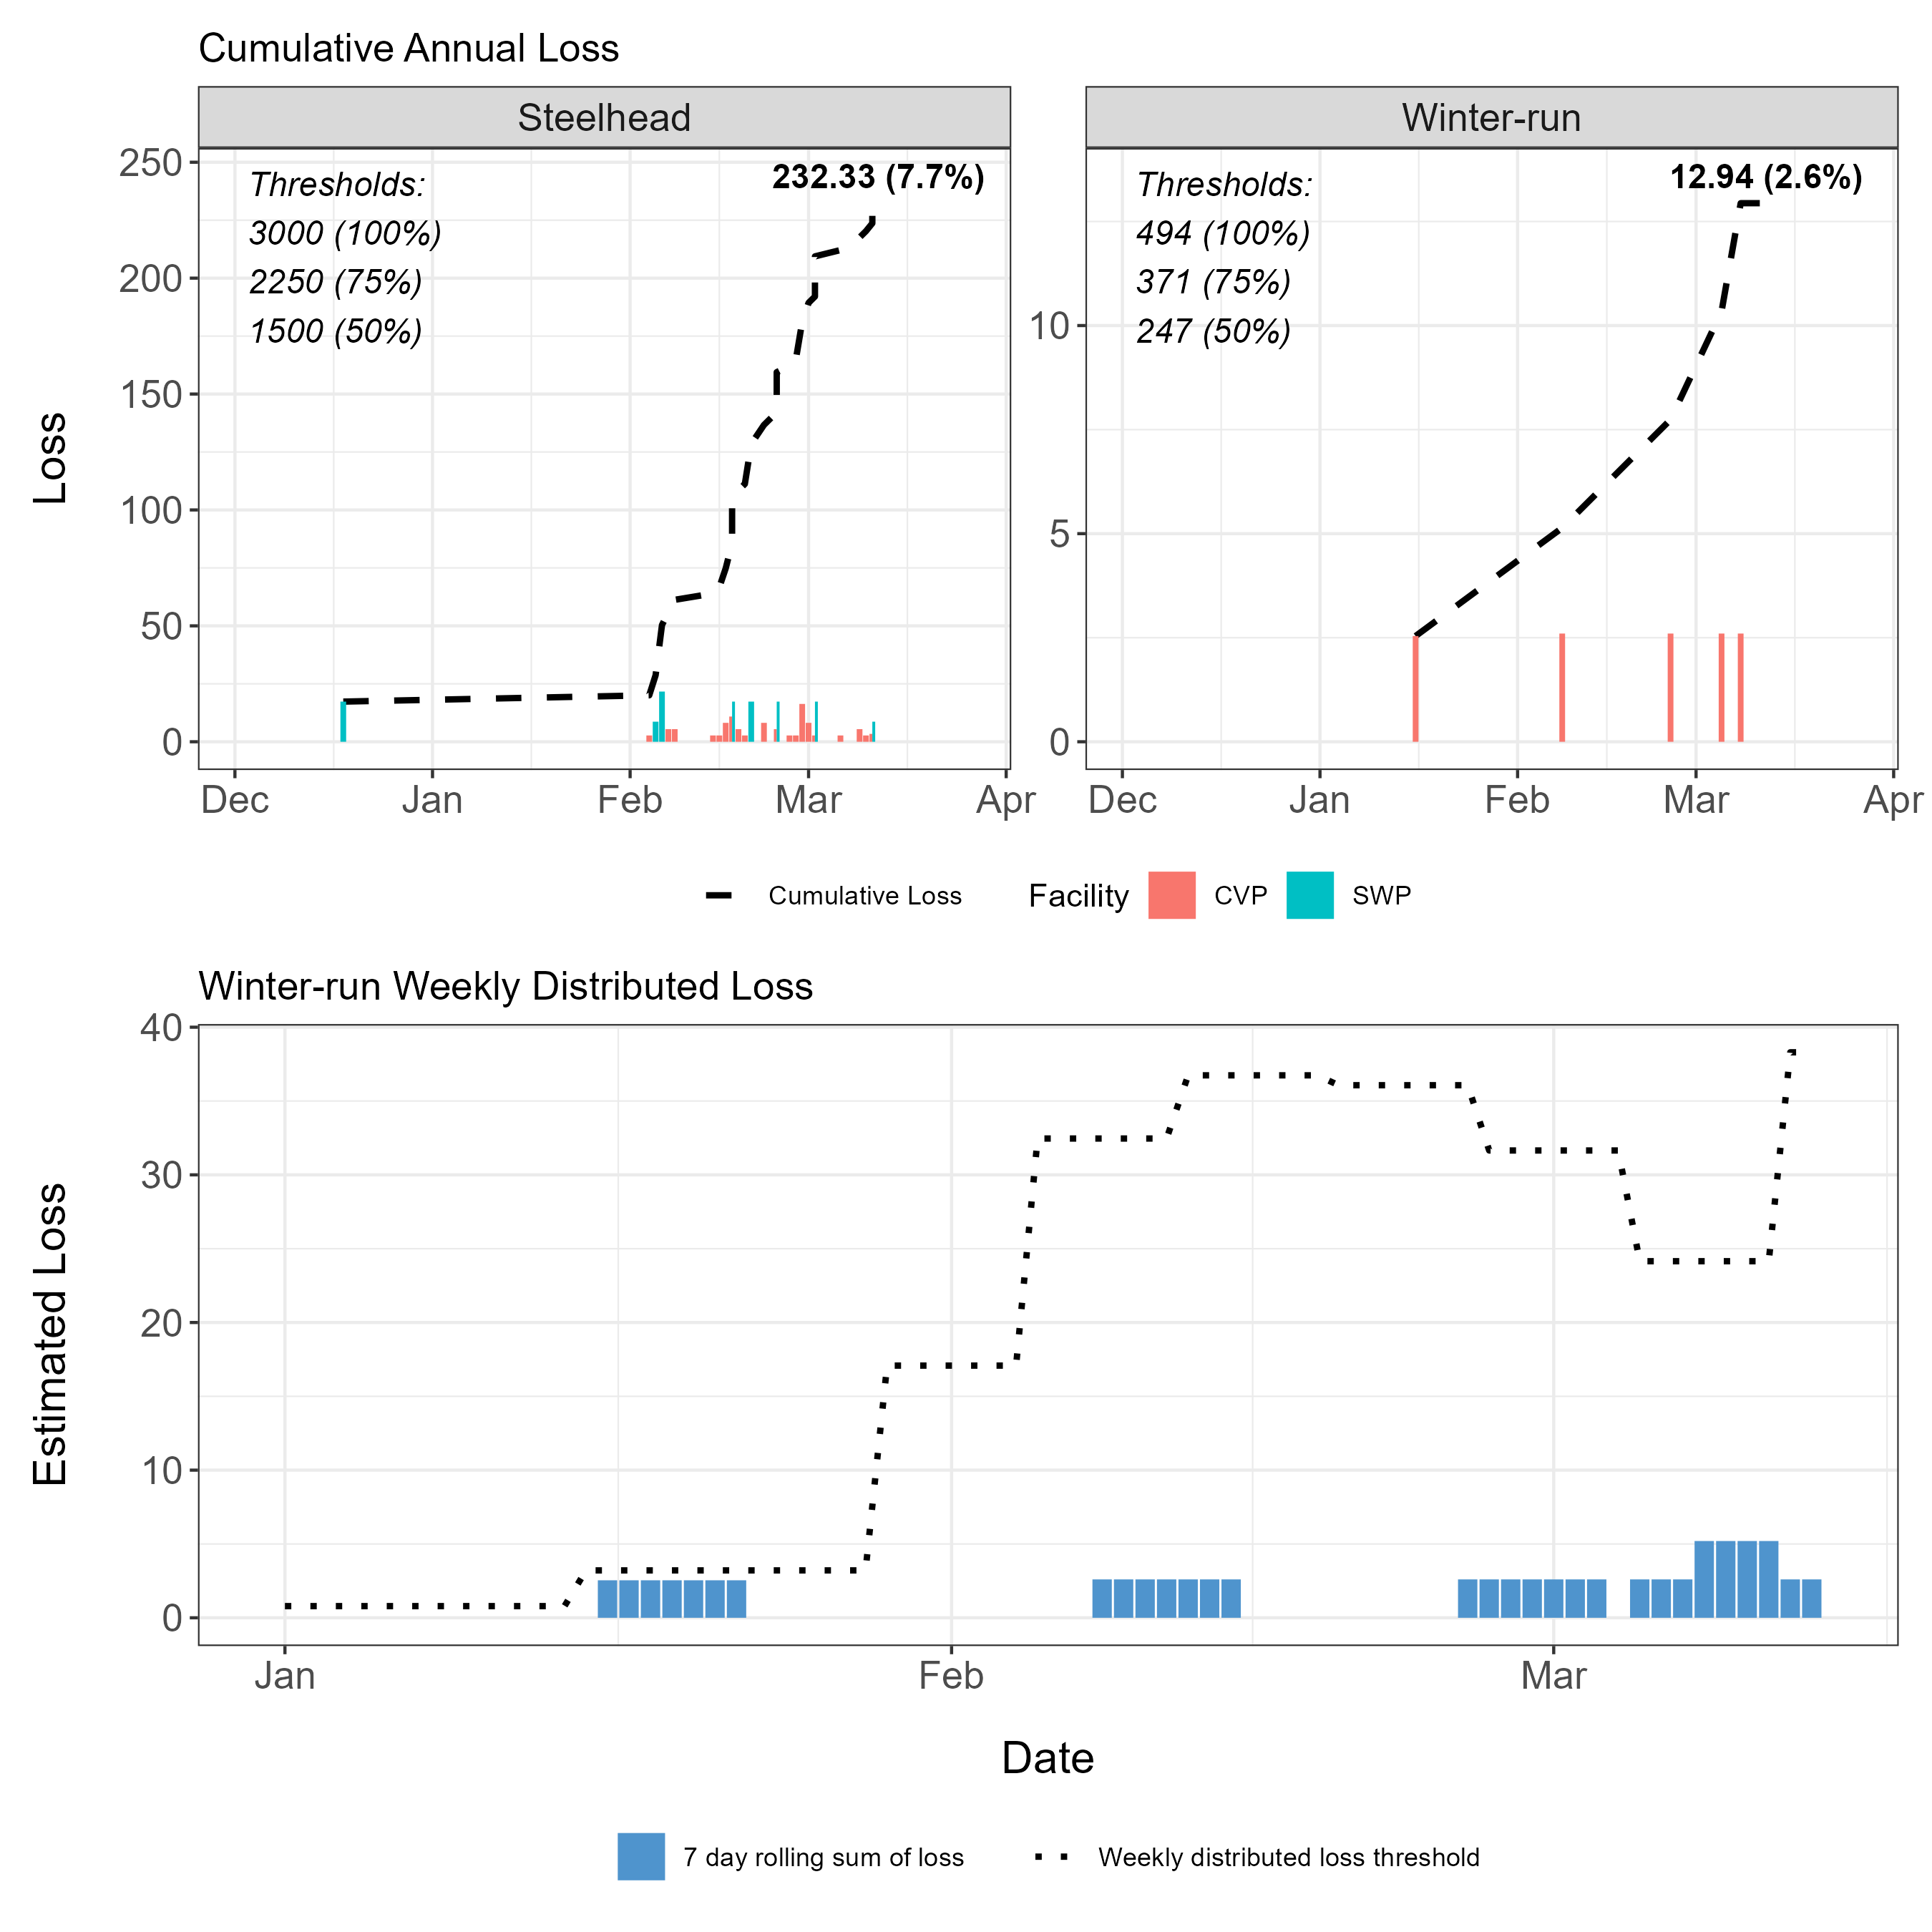 Cumulative Annual Loss
Steelhead
Winter-run
Loss
250
200
150
100
50
0
Thresholds:
3000 (100%)
2250 (75%)
1500 (50%)
232.33 (7.7%)
Dec Jan Feb Mar Apr
10
5
0
Thresholds:
494 (100%)
371 (75%)
247 (50%)
12.94 (2.6%)
Dec Jan Feb Mar Apr
Cumulative Loss Facility CVP SWP
Winter-run Weekly Distributed Loss
Estimated Loss
40
30
20
10
0
Jan Feb Mar
Date
7 day rolling sum of loss Weekly distributed loss threshold